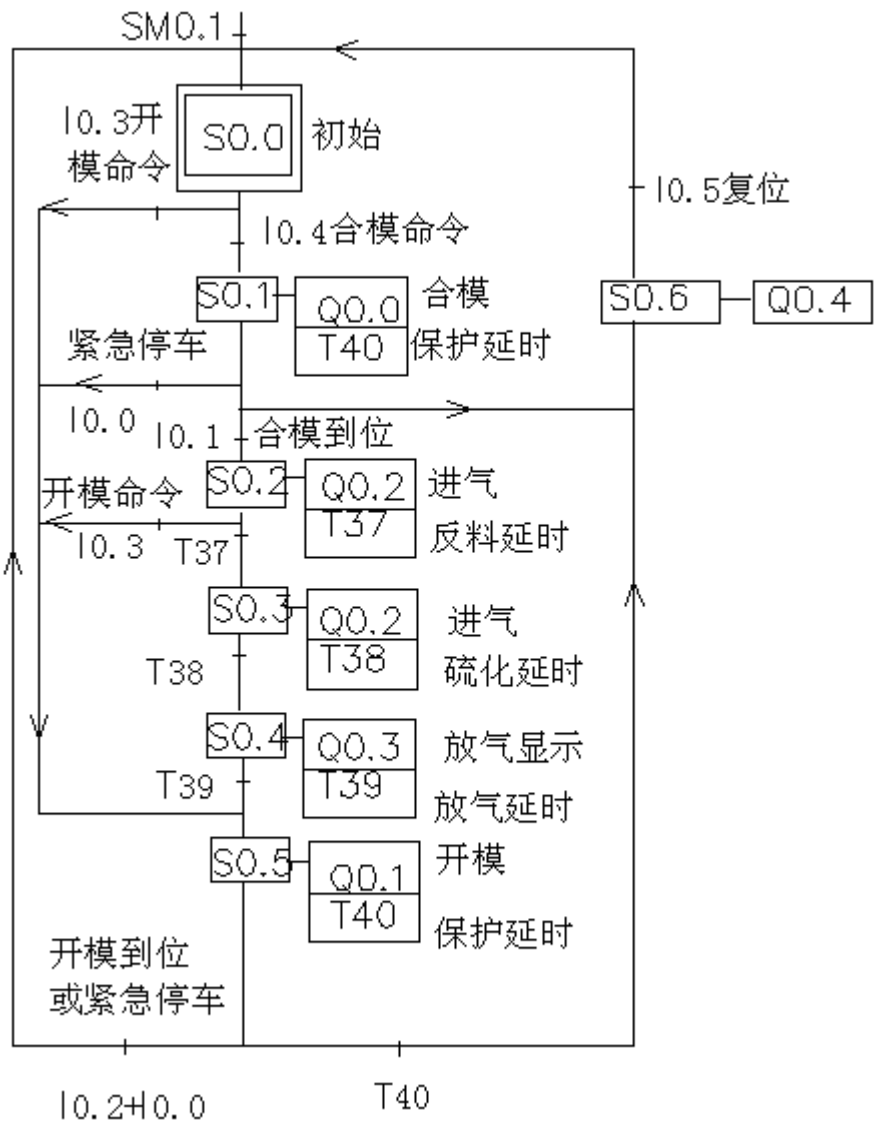 SM0.1
I0.3开
模命令
S0.0
初始
I0.5复位
I0.4合模命令
S0.1
Q0.0
合模
T40
保护延时
S0.6
Q0.4
紧急停车
I0.0
I0.1
合模到位
S0.2
Q0.2
进气
开模命令
T37
反料延时
I0.3
T37
S0.3
Q0.2
进气
T38
T38
硫化延时
S0.4
Q0.3
放气显示
T39
T39
放气延时
S0.5
Q0.1
开模
T40
保护延时
开模到位
或紧急停车
I0.2+I0.0
T40